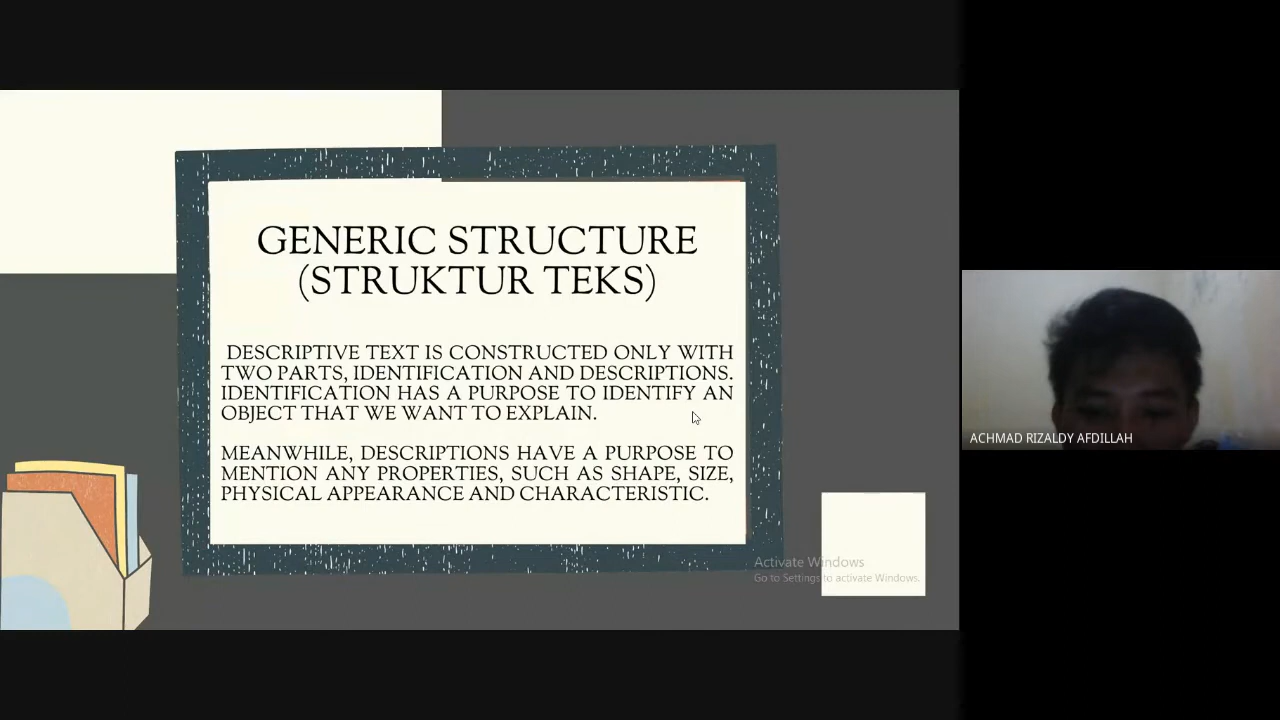 GENERIC STRUCTURE
(STRUKTUR TEKS)
DESCRIPTIVE TEXT IS CONSTRUCTED ONLY WITH
TWO PARTS, IDENTIFICATION AND DESCRIPTIONS.
IDENTIFICATION HAS A PURPOSE TO IDENTIFY AN
OBJECT THAT WE WANT TO EXPLAIN.
MEANWHILE, DESCRIPTIONS HAVE A PURPOSE TO
MENTION ANY PROPERTIES, SUCH AS SHAPE, SIZE,
PHYSICAL APPEARANCE AND CHARACTERISTIC.
Activate Windows
Go to Settings to activate Windows.
ACHMAD RIZALDY AFDILLAH